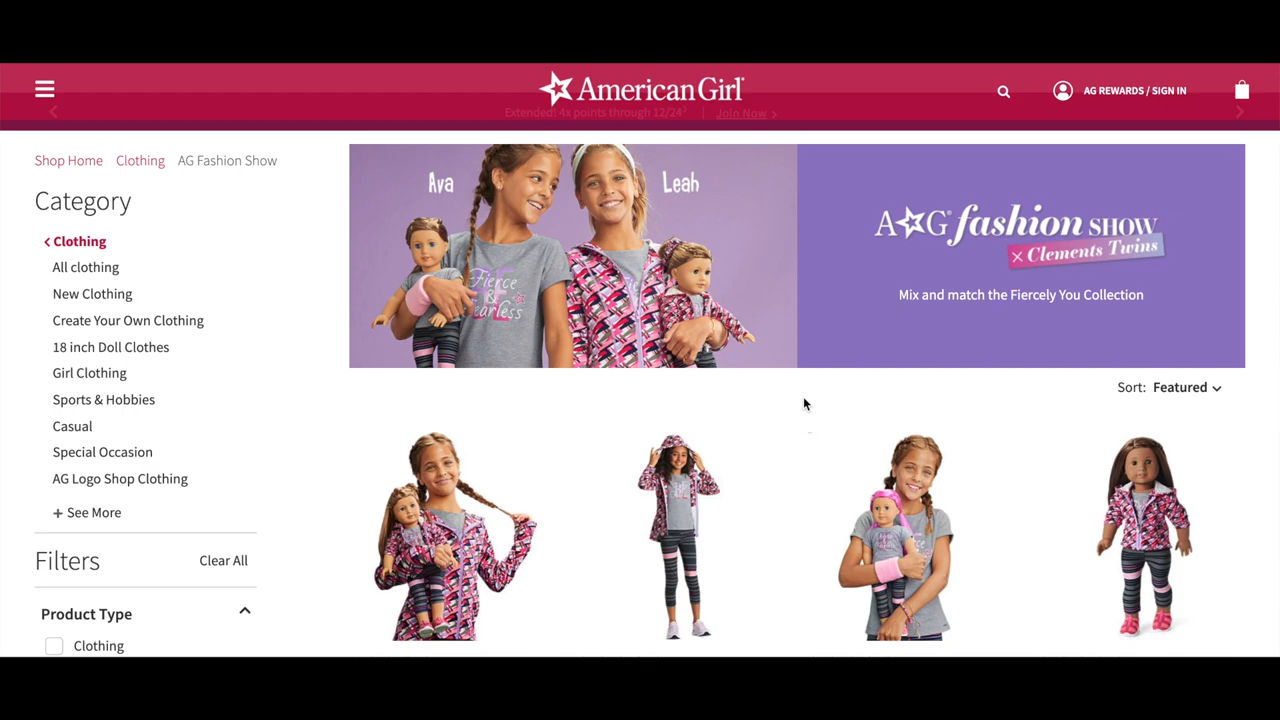 American Girl
AG REWARDS / SIGN IN
Extended! 4x points through 12/24
Join Now
Shop Home
Clothing
AG Fashion Show
Category
Clothing
All clothing
New Clothing
Create Your Own Clothing
18 inch Doll Clothes
Girl Clothing
Sports & Hobbies
Casual
Special Occasion
AG Logo Shop Clothing
+ See More
Filters
Clear All
Product Type
Clothing
Ava
Leah
Fierce
&
Fearless
AG fashion SHOW
× Clements Twins
Mix and match the Fiercely You Collection
Sort: Featured